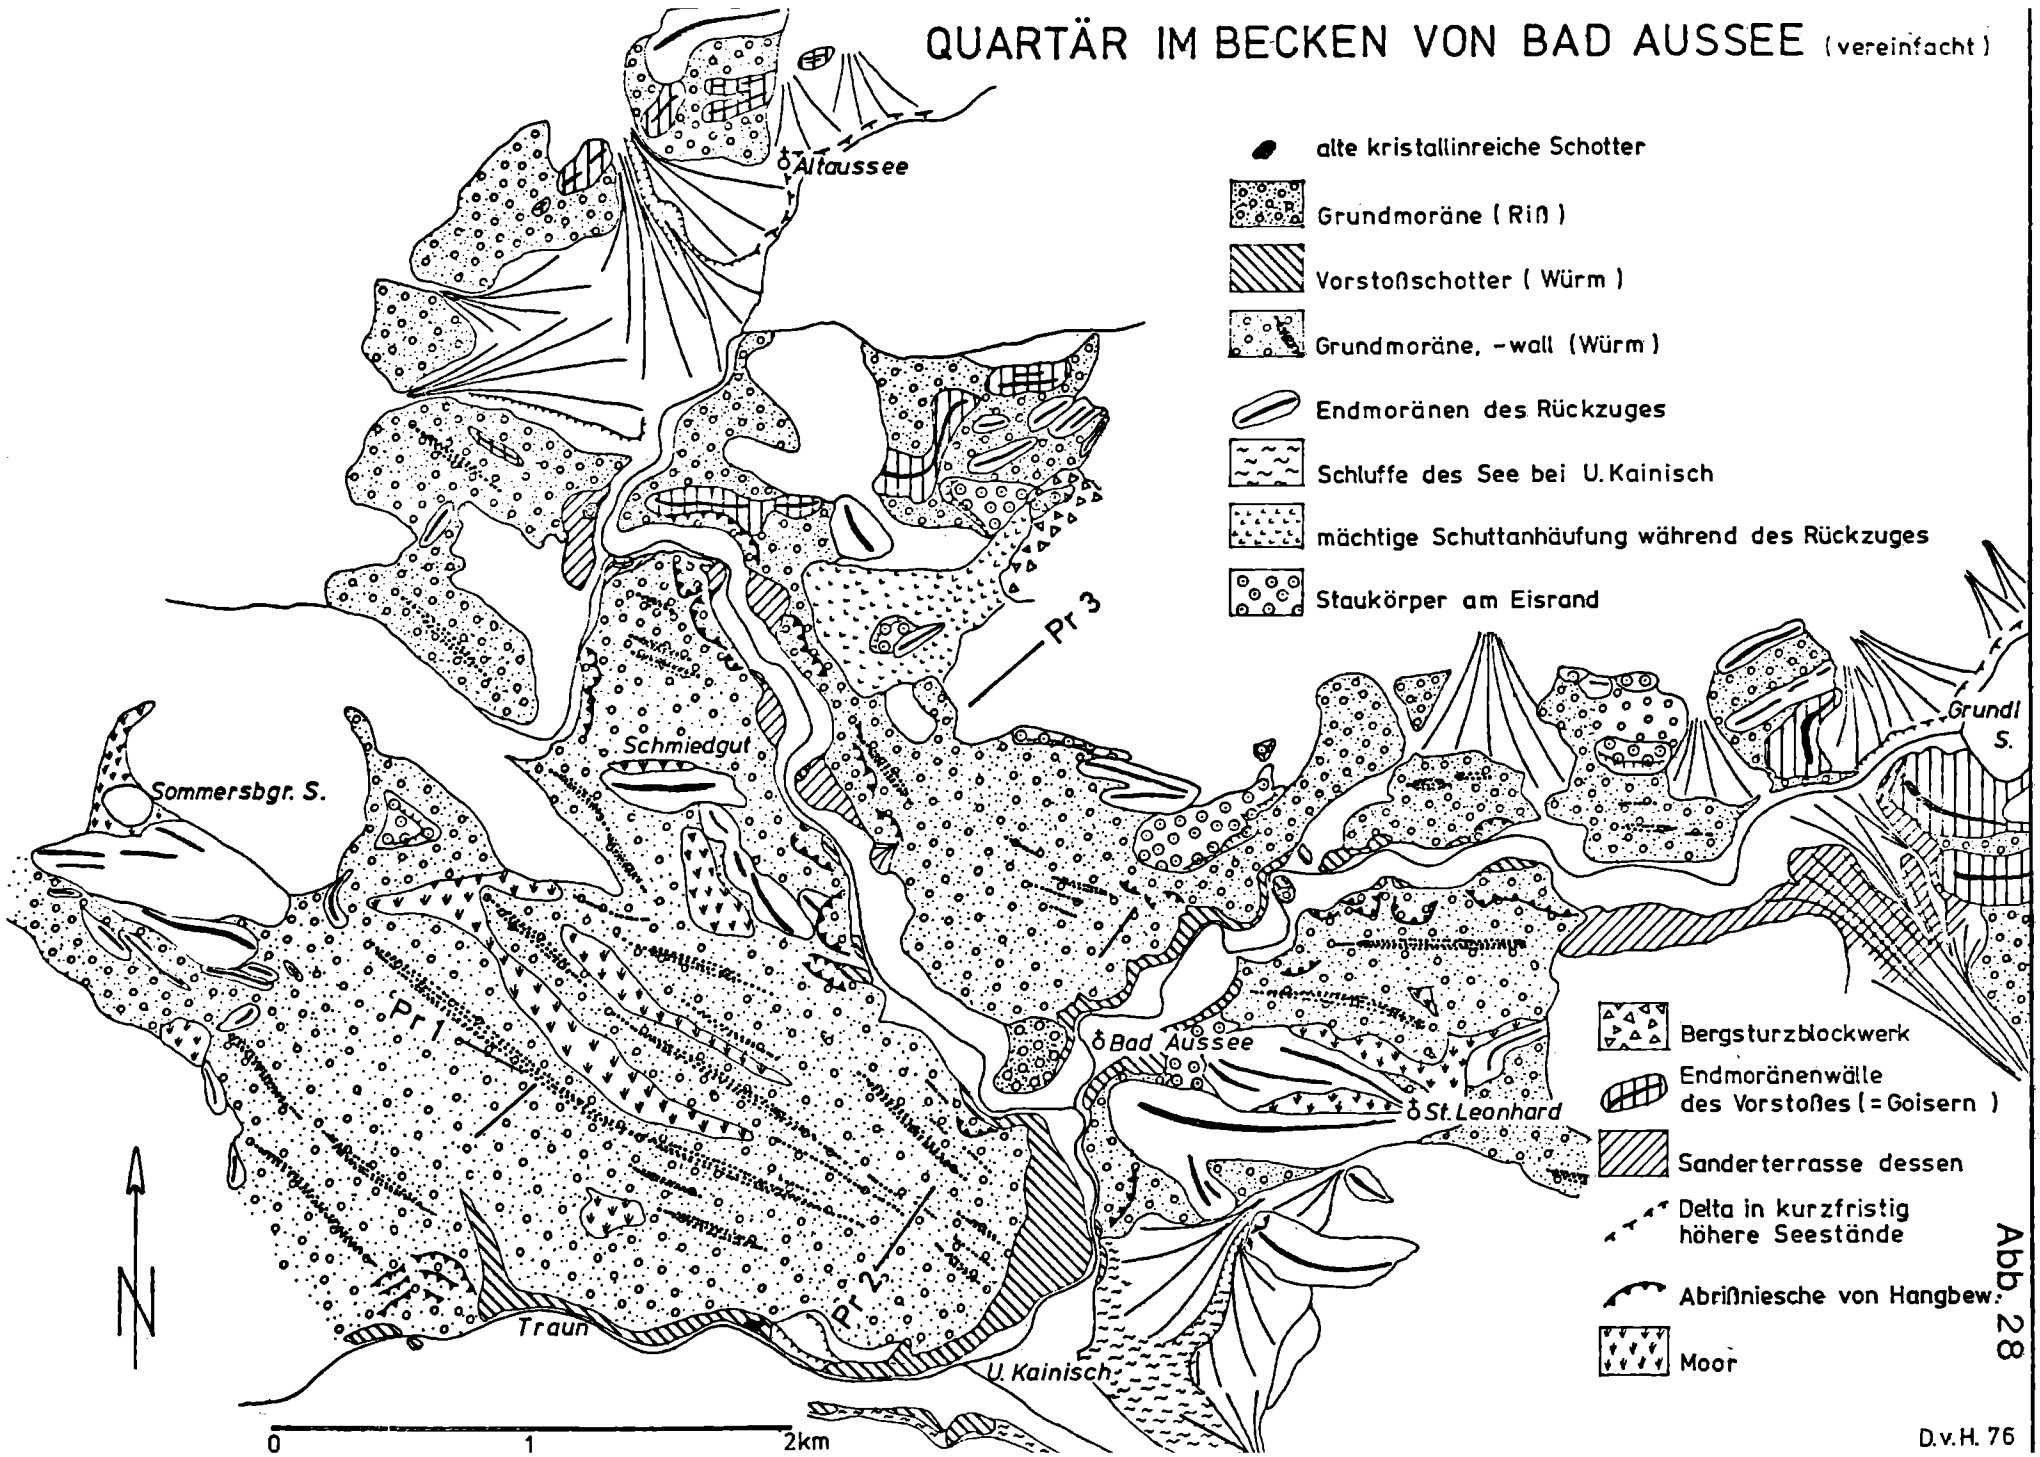 QUARTÄR IM BECKEN VON BAD AUSSEE (vereinfacht)
alte kristallinreiche Schotter
Altaussee
Grundmoräne (Riß)
Vorstoßschotter (Würm)
Grundmoräne, -wall (Würm)
Endmoränen des Rückzuges
Schluffe des See bei U. Kainisch
mächtige Schuttanhäufung während des Rückzuges
Staukörper am Eisrand
Pr 3
Grundl
S.
Schmiedgut
Sommersbgr. S.
Pr 1
Bad Aussee
St. Leonhard
Bergsturzblockwerk
Endmoränenwälle
des Vorstoßes (= Goisern)
Sanderterrasse dessen
Delta in kurzfristig
höhere Seestände
Abrißniesche von Hangbew.
Moor
Abb 28
N
Pr 2
Traun
U. Kainisch
0 1 2km
D.v.H. 76